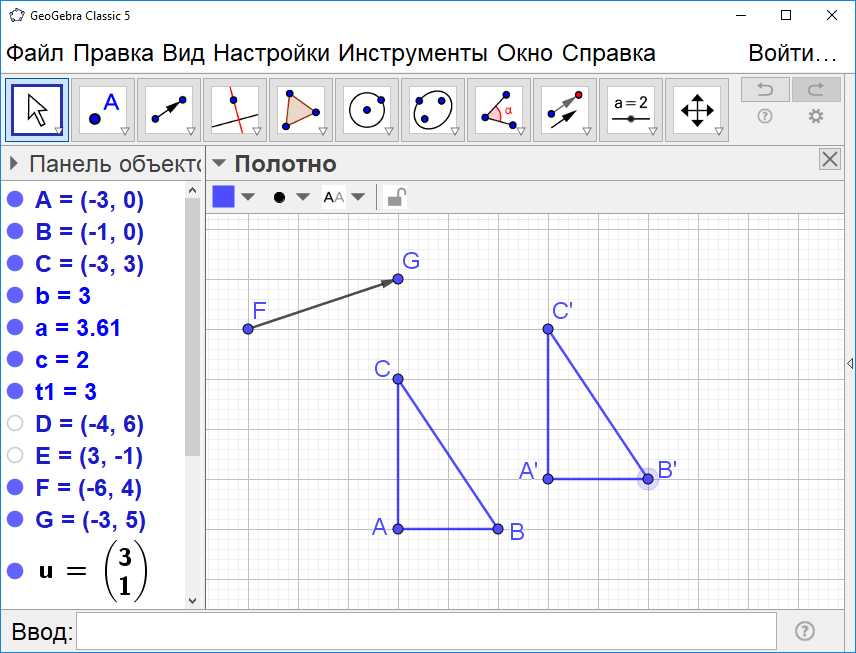 GeoGebra Classic 5
Файл Правка Вид Настройки Инструменты Окно Справка Войти…
A
α
a=2
Панель объекто
Полотно
AA
A = (-3, 0)
B = (-1, 0)
C = (-3, 3)
b = 3
a = 3.61
c = 2
t1 = 3
D = (-4, 6)
E = (3, -1)
F = (-6, 4)
G = (-3, 5)
u = (3
1)
G
F
C'
C
A'
B'
A
B
Ввод: